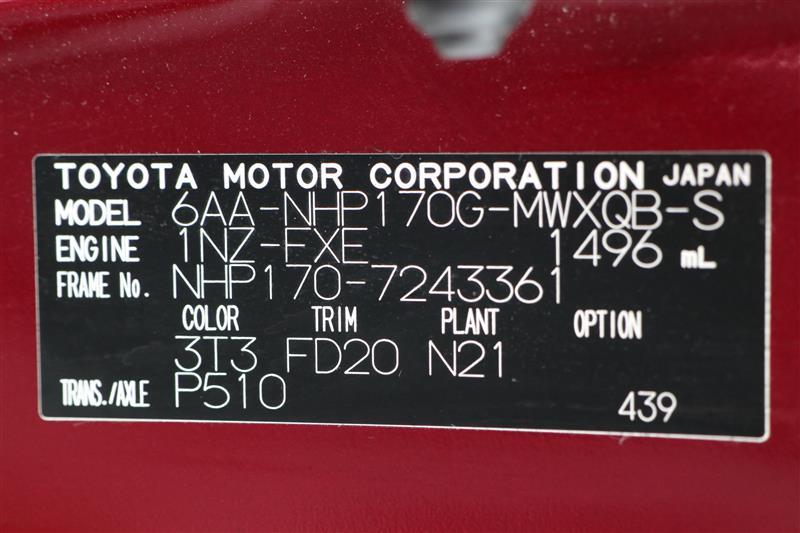 TOYOTA MOTOR CORPORATION JAPAN
MODEL 6AA-NHP170G-MWXQB-S
ENGINE 1NZ-FXE 1496 mL
FRAME No. NHP170-7243361
COLOR TRIM PLANT OPTION
3T3 FD20 N21
TRANS./AXLE P510 439